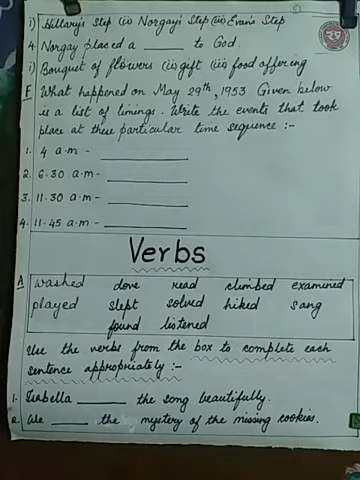 (5)
i) Hillary's Step (ii) Norgay's Step (iii) Evan's Step
4. Norgay placed a ______ to God.
i) Bouquet of flowers (ii) gift (iii) food offering
E What happened on May 29th, 1953 Given below
is a list of timings. Write the events that took
place at these particular time sequence :-
1. 4 a.m - ____________
2. 6.30 a.m - ____________
3. 11.30 a.m - ____________
4. 11.45 a.m - ____________
Verbs
A washed dove read climbed examined
played slept solved hiked sang
found listened
Use the verbs from the box to complete each
sentence appropriately :-
1. Isabella ______ the song beautifully.
2. We ______ the mystery of the missing cookies.